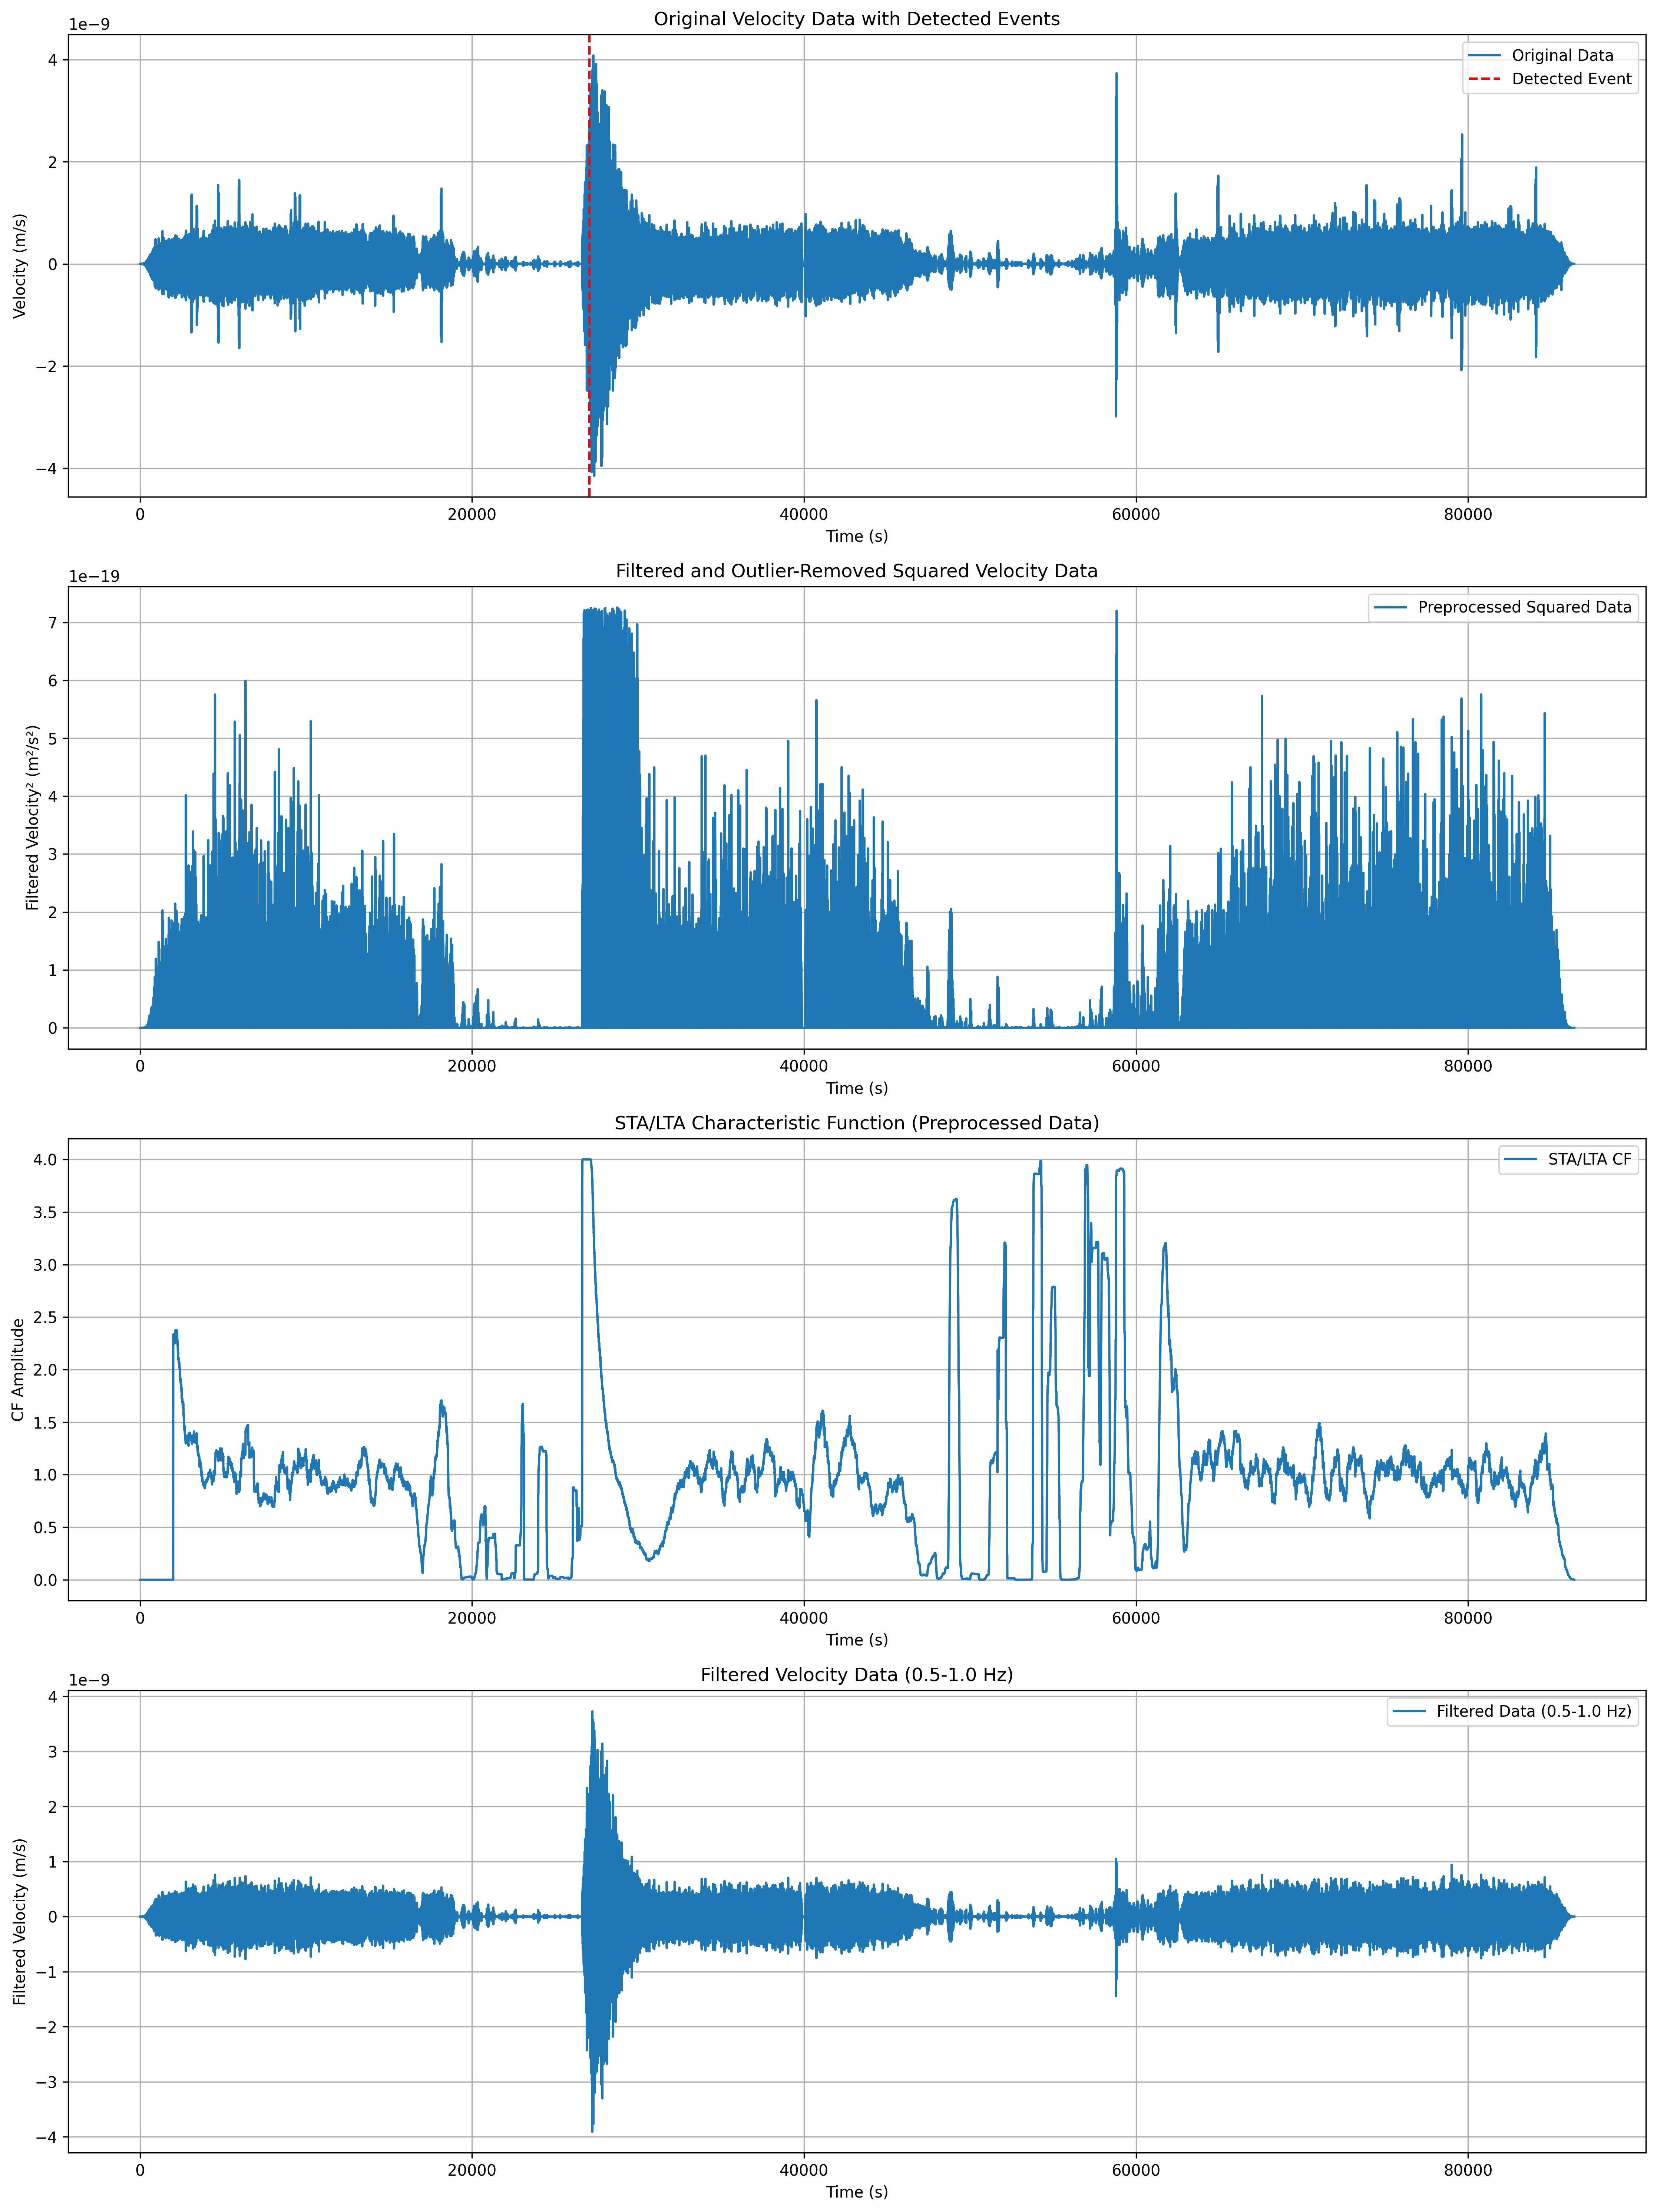 Original Velocity Data with Detected Events
1e−9
4
2
0
−2
−4
Velocity (m/s)
Original Data
Detected Event
0 20000 40000 60000 80000
Time (s)
Filtered and Outlier-Removed Squared Velocity Data
1e−19
7
6
5
4
3
2
1
0
Filtered Velocity² (m²/s²)
Preprocessed Squared Data
0 20000 40000 60000 80000
Time (s)
STA/LTA Characteristic Function (Preprocessed Data)
4.0
3.5
3.0
2.5
2.0
1.5
1.0
0.5
0.0
CF Amplitude
STA/LTA CF
0 20000 40000 60000 80000
Time (s)
Filtered Velocity Data (0.5-1.0 Hz)
1e−9
4
3
2
1
0
−1
−2
−3
−4
Filtered Velocity (m/s)
Filtered Data (0.5-1.0 Hz)
0 20000 40000 60000 80000
Time (s)